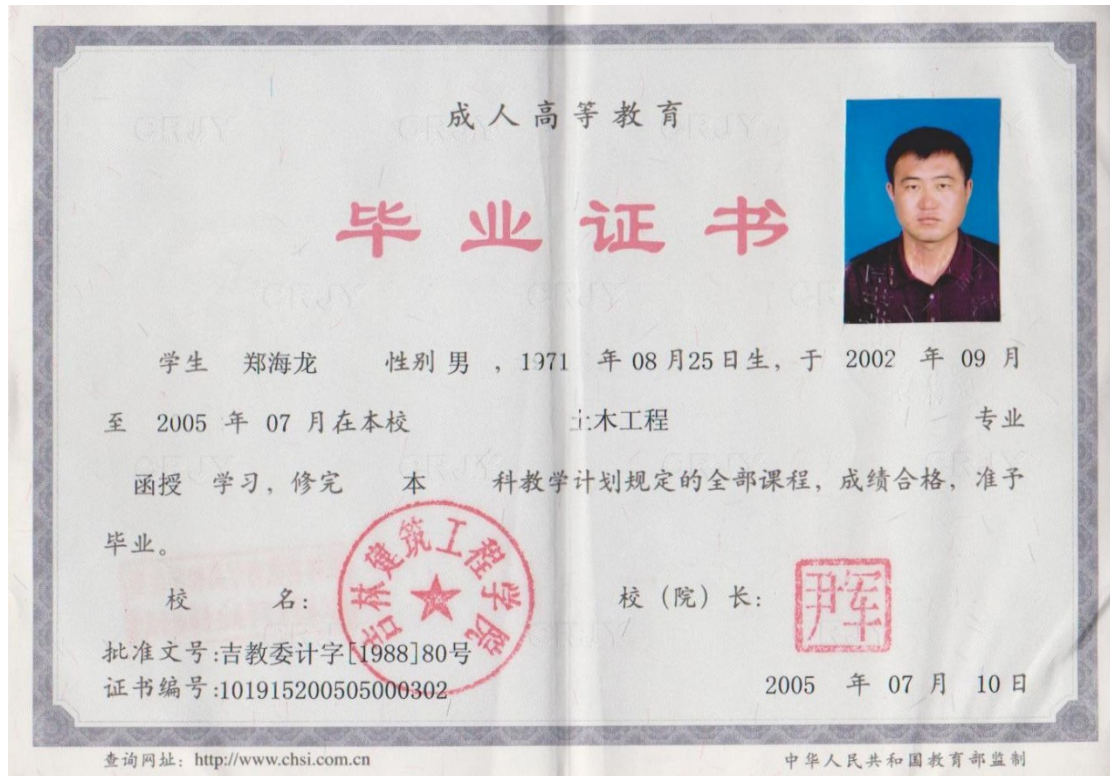 成人高等教育
毕业证书
学生 郑海龙 性别 男 ，1971 年 08 月 25 日生，于 2002 年 09 月
至 2005 年 07 月在本校 土木工程 专业
函授 学习，修完 本 科教学计划规定的全部课程，成绩合格，准予
毕业。
校 名：
吉林建筑工程学院
校（院）长：
尹军
批准文号:吉教委计字[1988]80号
证书编号:101915200505000302
2005 年 07 月 10 日
查询网址：http://www.chsi.com.cn
中华人民共和国教育部监制